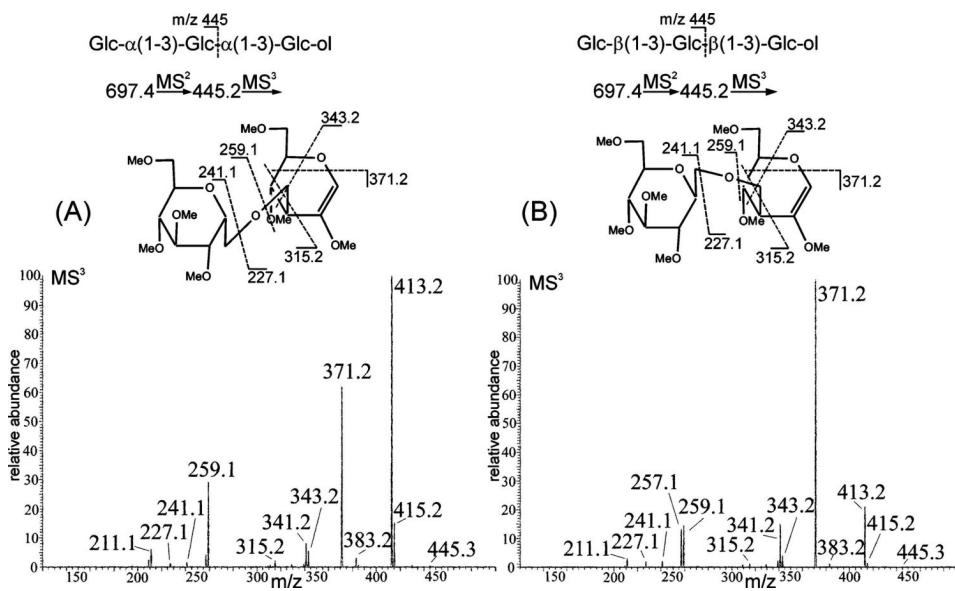 m/z 445
Glc-α(1-3)-Glc-α(1-3)-Glc-ol
697.4 MS² 445.2 MS³
343.2
MeO
MeO
259.1
241.1
371.2
(A)
OMe
OMe
MeO
OMe
MeO
MeO
315.2
227.1
MS³
100
90
80
70
60
50
40
30
20
10
0
relative abundance
413.2
371.2
259.1
241.1
227.1
211.1
343.2
341.2
315.2
415.2
383.2
445.3
150
200
250
300
350
400
450
m/z
m/z 445
Glc-β(1-3)-Glc-β(1-3)-Glc-ol
697.4 MS² 445.2 MS³
343.2
MeO
MeO
259.1
241.1
371.2
(B)
OMe
OMe
MeO
OMe
MeO
MeO
227.1
315.2
MS³
100
90
80
70
60
50
40
30
20
10
0
relative abundance
371.2
257.1
259.1
241.1
227.1
211.1
341.2
343.2
315.2
413.2
415.2
383.2
445.3
150
200
250
300
350
400
450
m/z